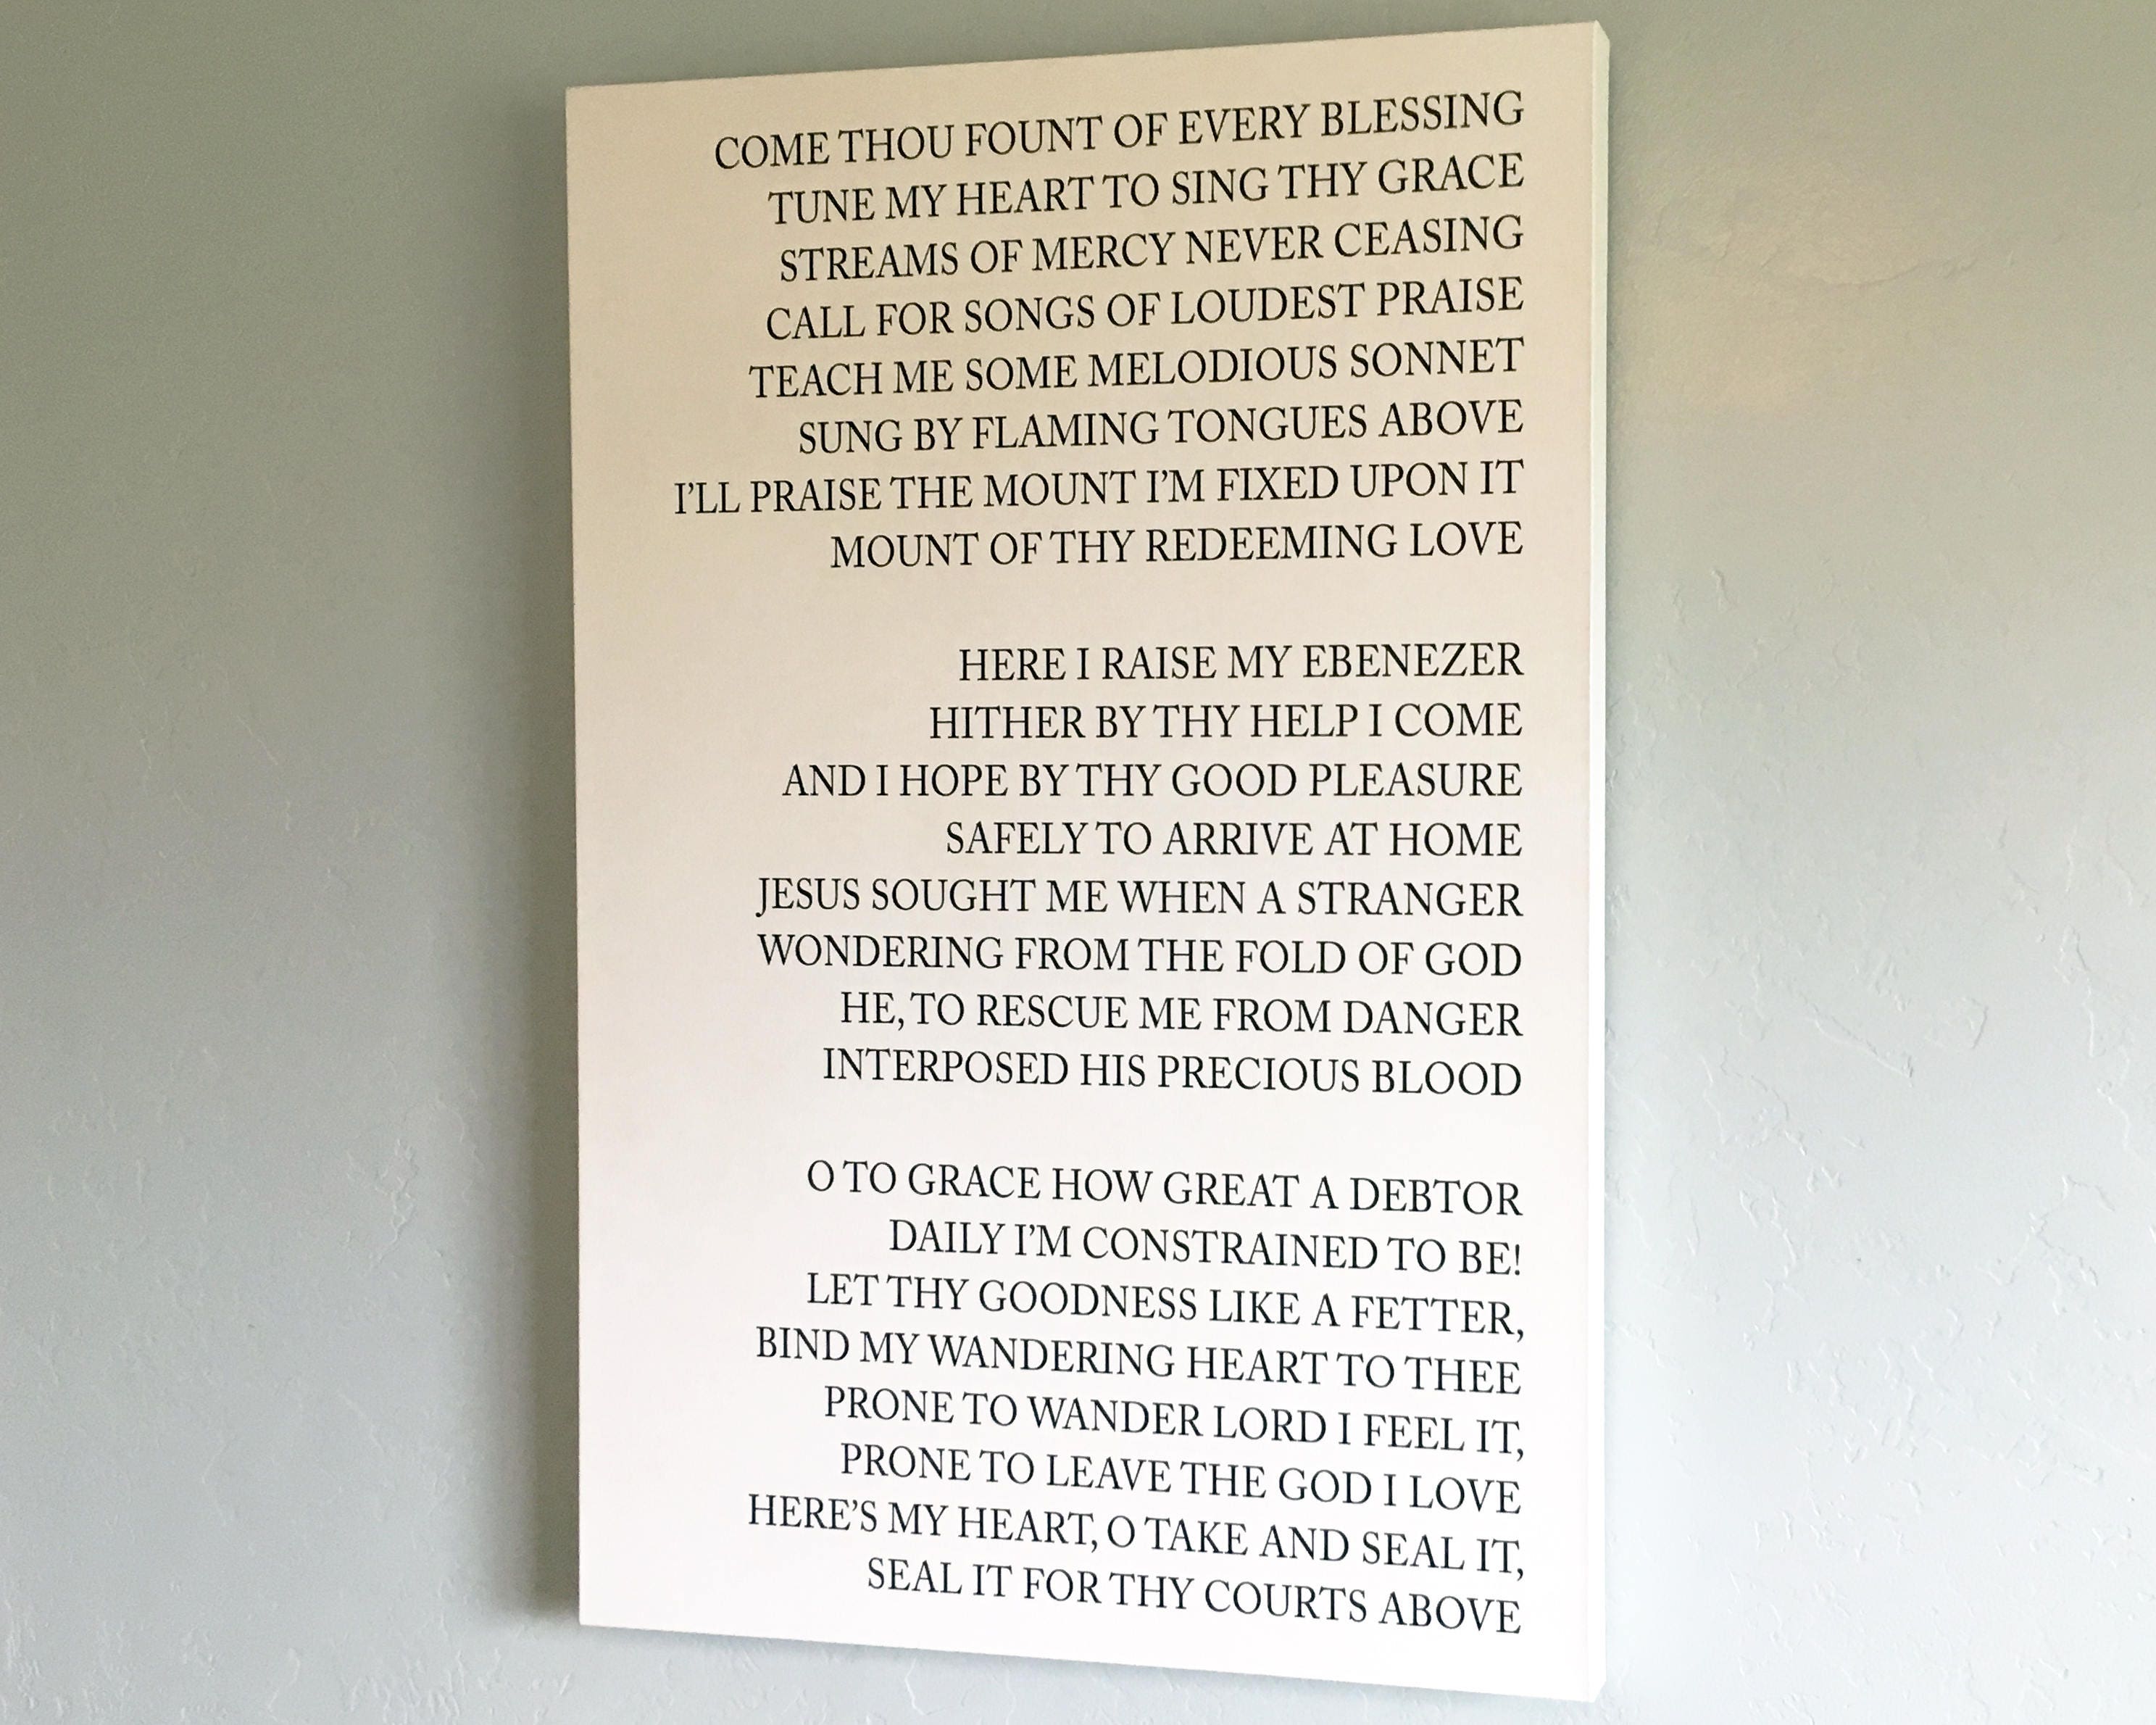 COME THOU FOUNT OF EVERY BLESSING
TUNE MY HEART TO SING THY GRACE
STREAMS OF MERCY NEVER CEASING
CALL FOR SONGS OF LOUDEST PRAISE
TEACH ME SOME MELODIOUS SONNET
SUNG BY FLAMING TONGUES ABOVE
I'LL PRAISE THE MOUNT I'M FIXED UPON IT
MOUNT OF THY REDEEMING LOVE
HERE I RAISE MY EBENEZER
HITHER BY THY HELP I COME
AND I HOPE BY THY GOOD PLEASURE
SAFELY TO ARRIVE AT HOME
JESUS SOUGHT ME WHEN A STRANGER
WONDERING FROM THE FOLD OF GOD
HE, TO RESCUE ME FROM DANGER
INTERPOSED HIS PRECIOUS BLOOD
O TO GRACE HOW GREAT A DEBTOR
DAILY I'M CONSTRAINED TO BE!
LET THY GOODNESS LIKE A FETTER,
BIND MY WANDERING HEART TO THEE
PRONE TO WANDER LORD I FEEL IT,
PRONE TO LEAVE THE GOD I LOVE
HERE'S MY HEART, O TAKE AND SEAL IT,
SEAL IT FOR THY COURTS ABOVE